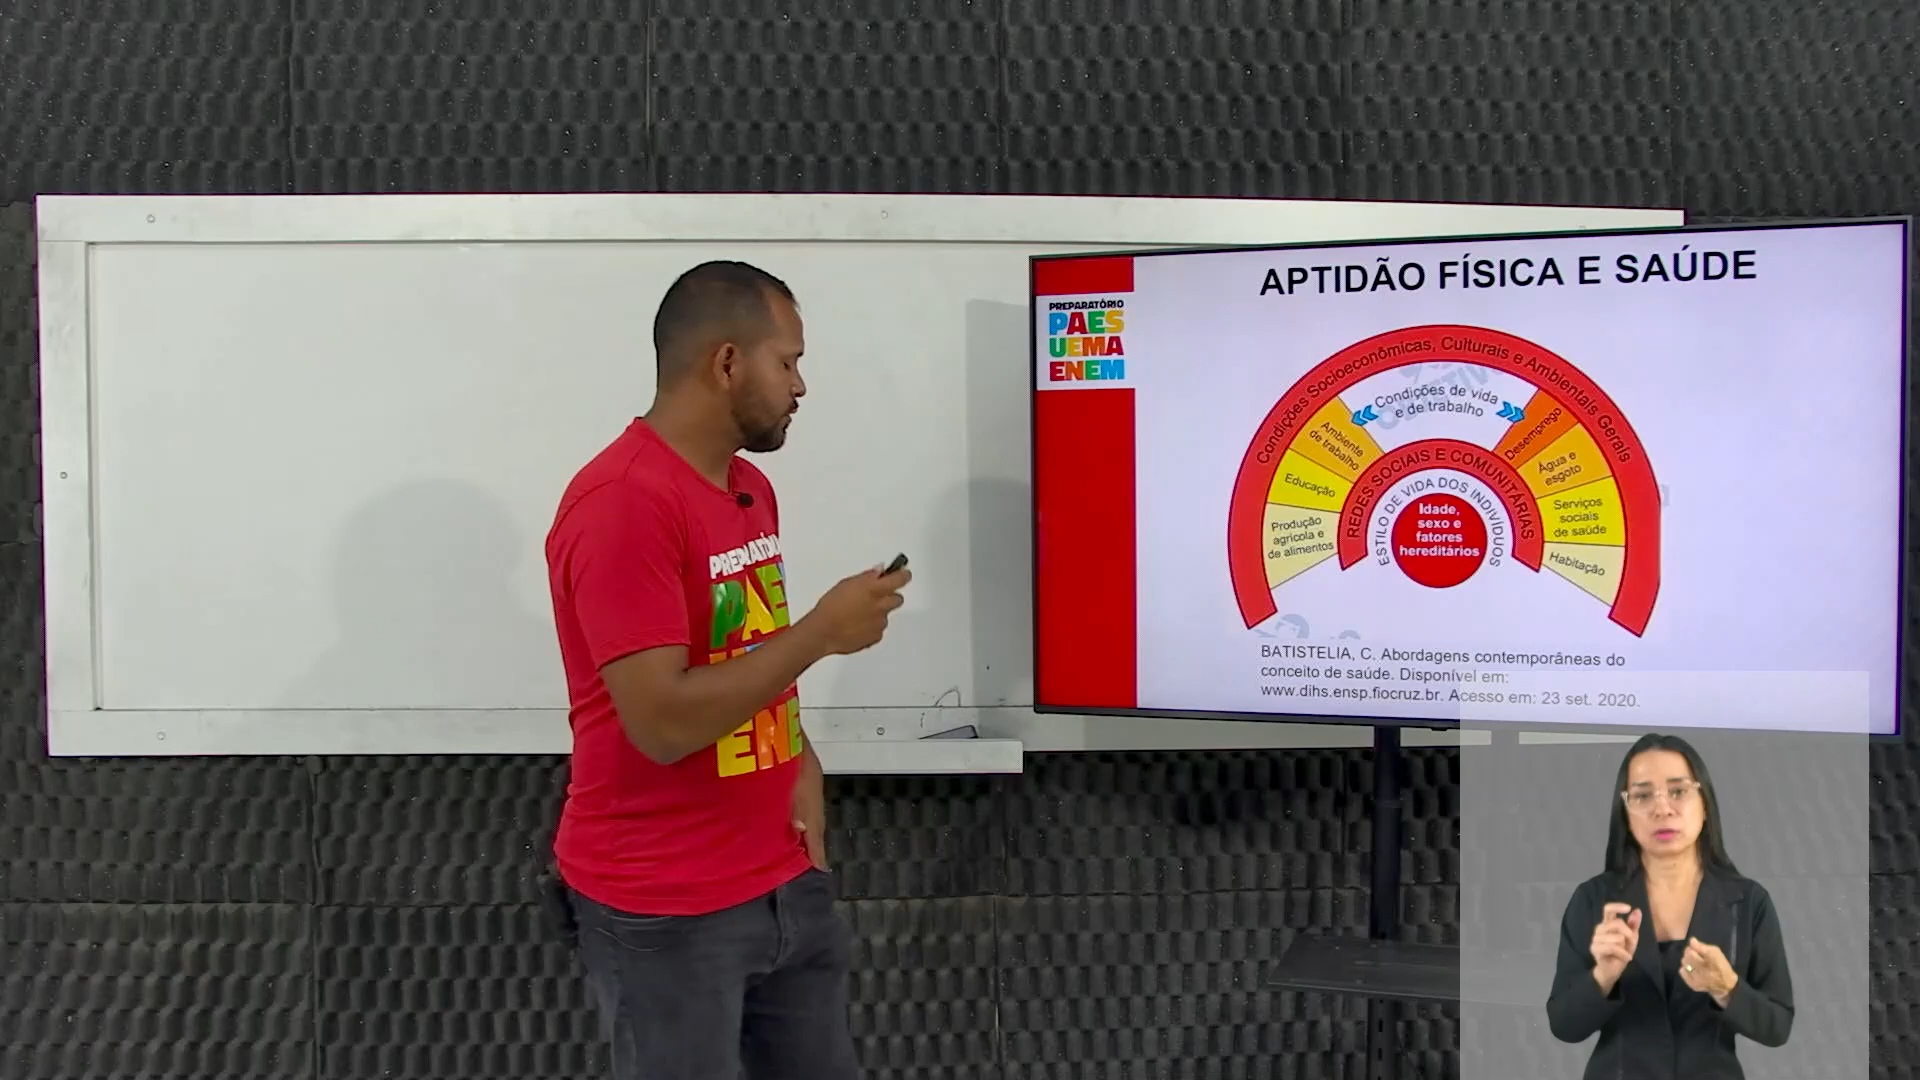 APTIDÃO FÍSICA E SAÚDE
PREPARATÓRIO
PAES
UEMA
ENEM
Condições Socioeconômicas, Culturais e Ambientais Gerais
Condições de vida
e de trabalho
Ambiente
de trabalho
Educação
Produção
agrícola e
de alimentos
Desemprego
Água e
esgoto
Serviços
sociais
de saúde
Habitação
REDES SOCIAIS E COMUNITÁRIAS
ESTILO DE VIDA DOS INDIVÍDUOS
Idade,
sexo e
fatores
hereditários
BATISTELIA, C. Abordagens contemporâneas do
conceito de saúde. Disponível em:
www.dihs.ensp.fiocruz.br. Acesso em: 23 set. 2020.